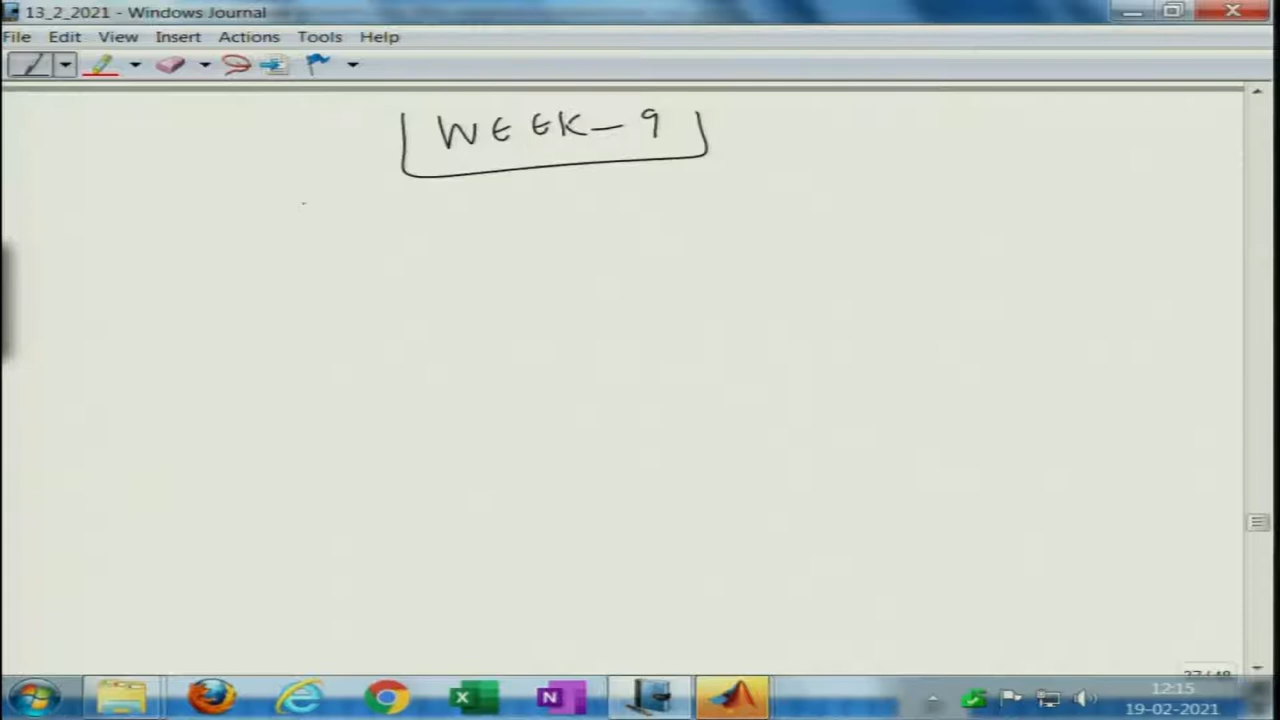 13_2_2021 - Windows Journal
File Edit View Insert Actions Tools Help
WEEK-9
12:15
19-02-2021